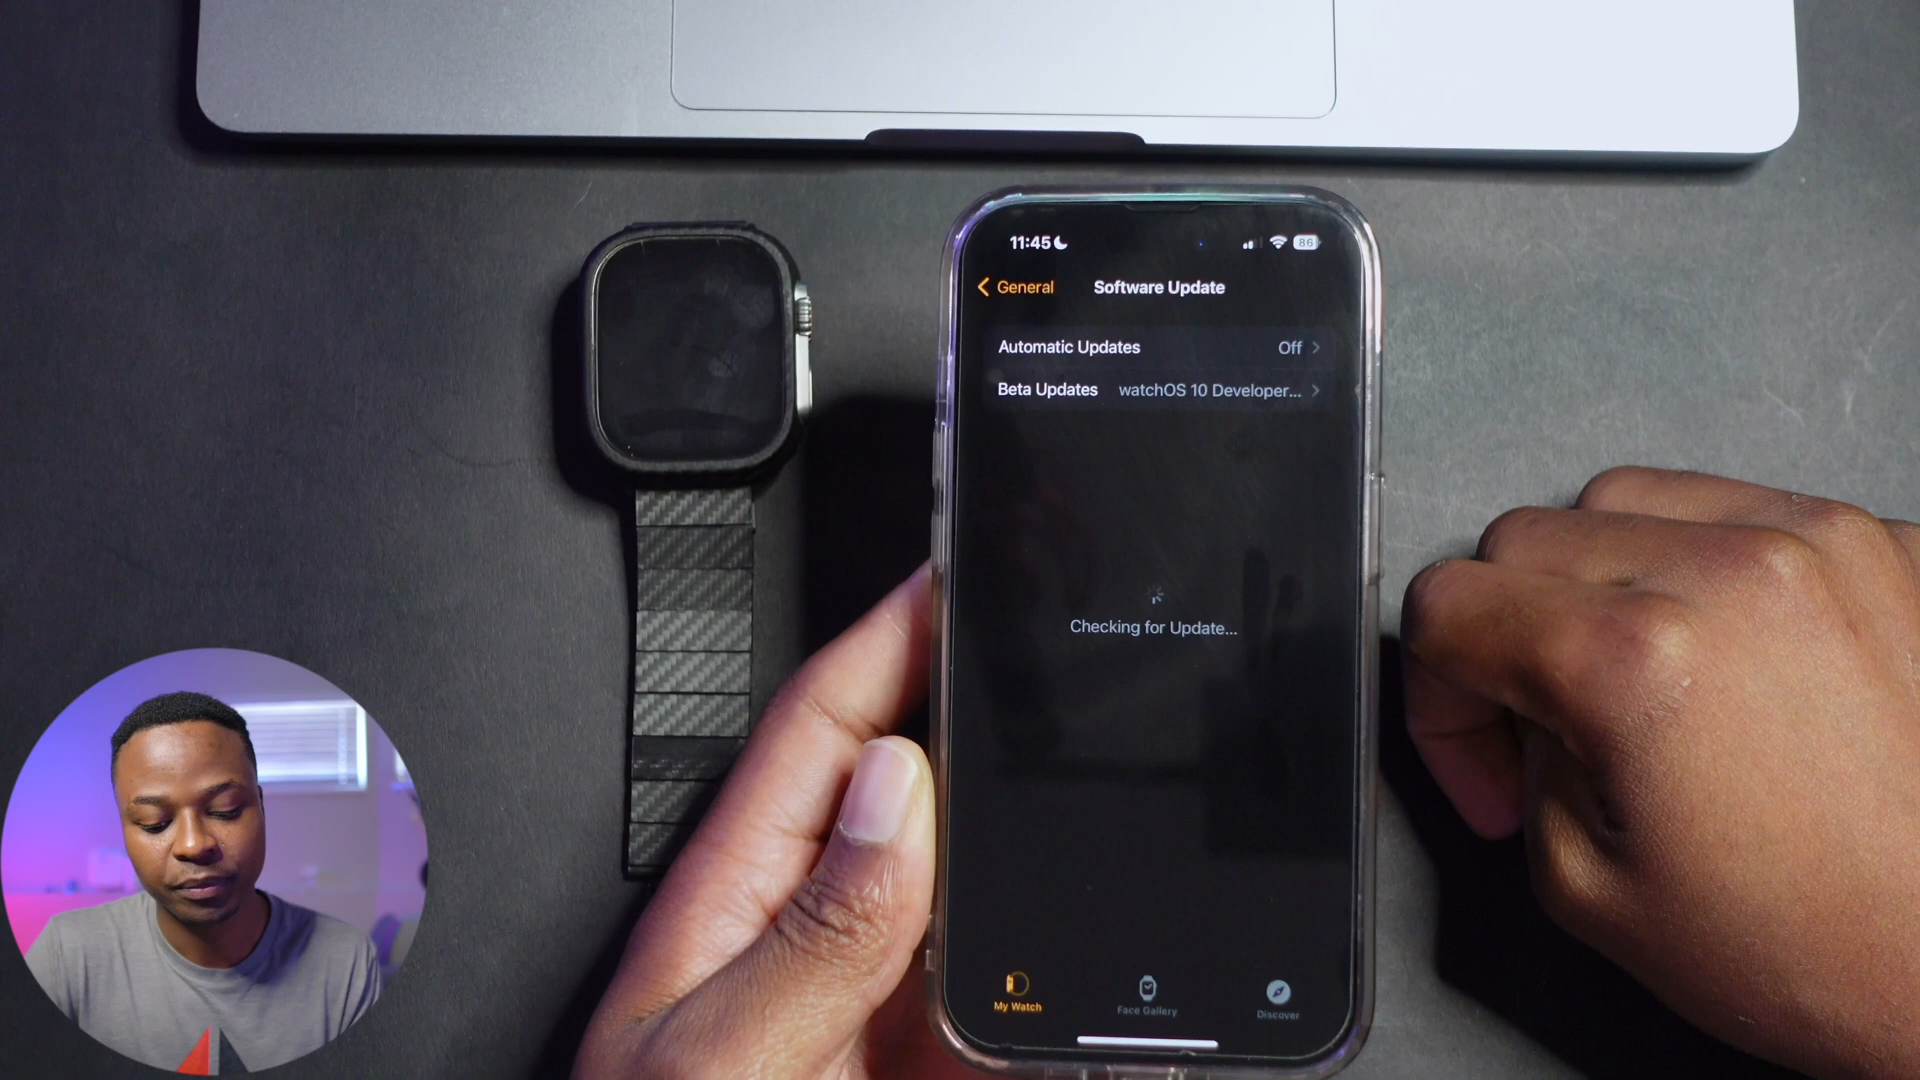 11:45
86
General
Software Update
Automatic Updates Off
Beta Updates watchOS 10 Developer...
Checking for Update...
My Watch
Face Gallery
Discover